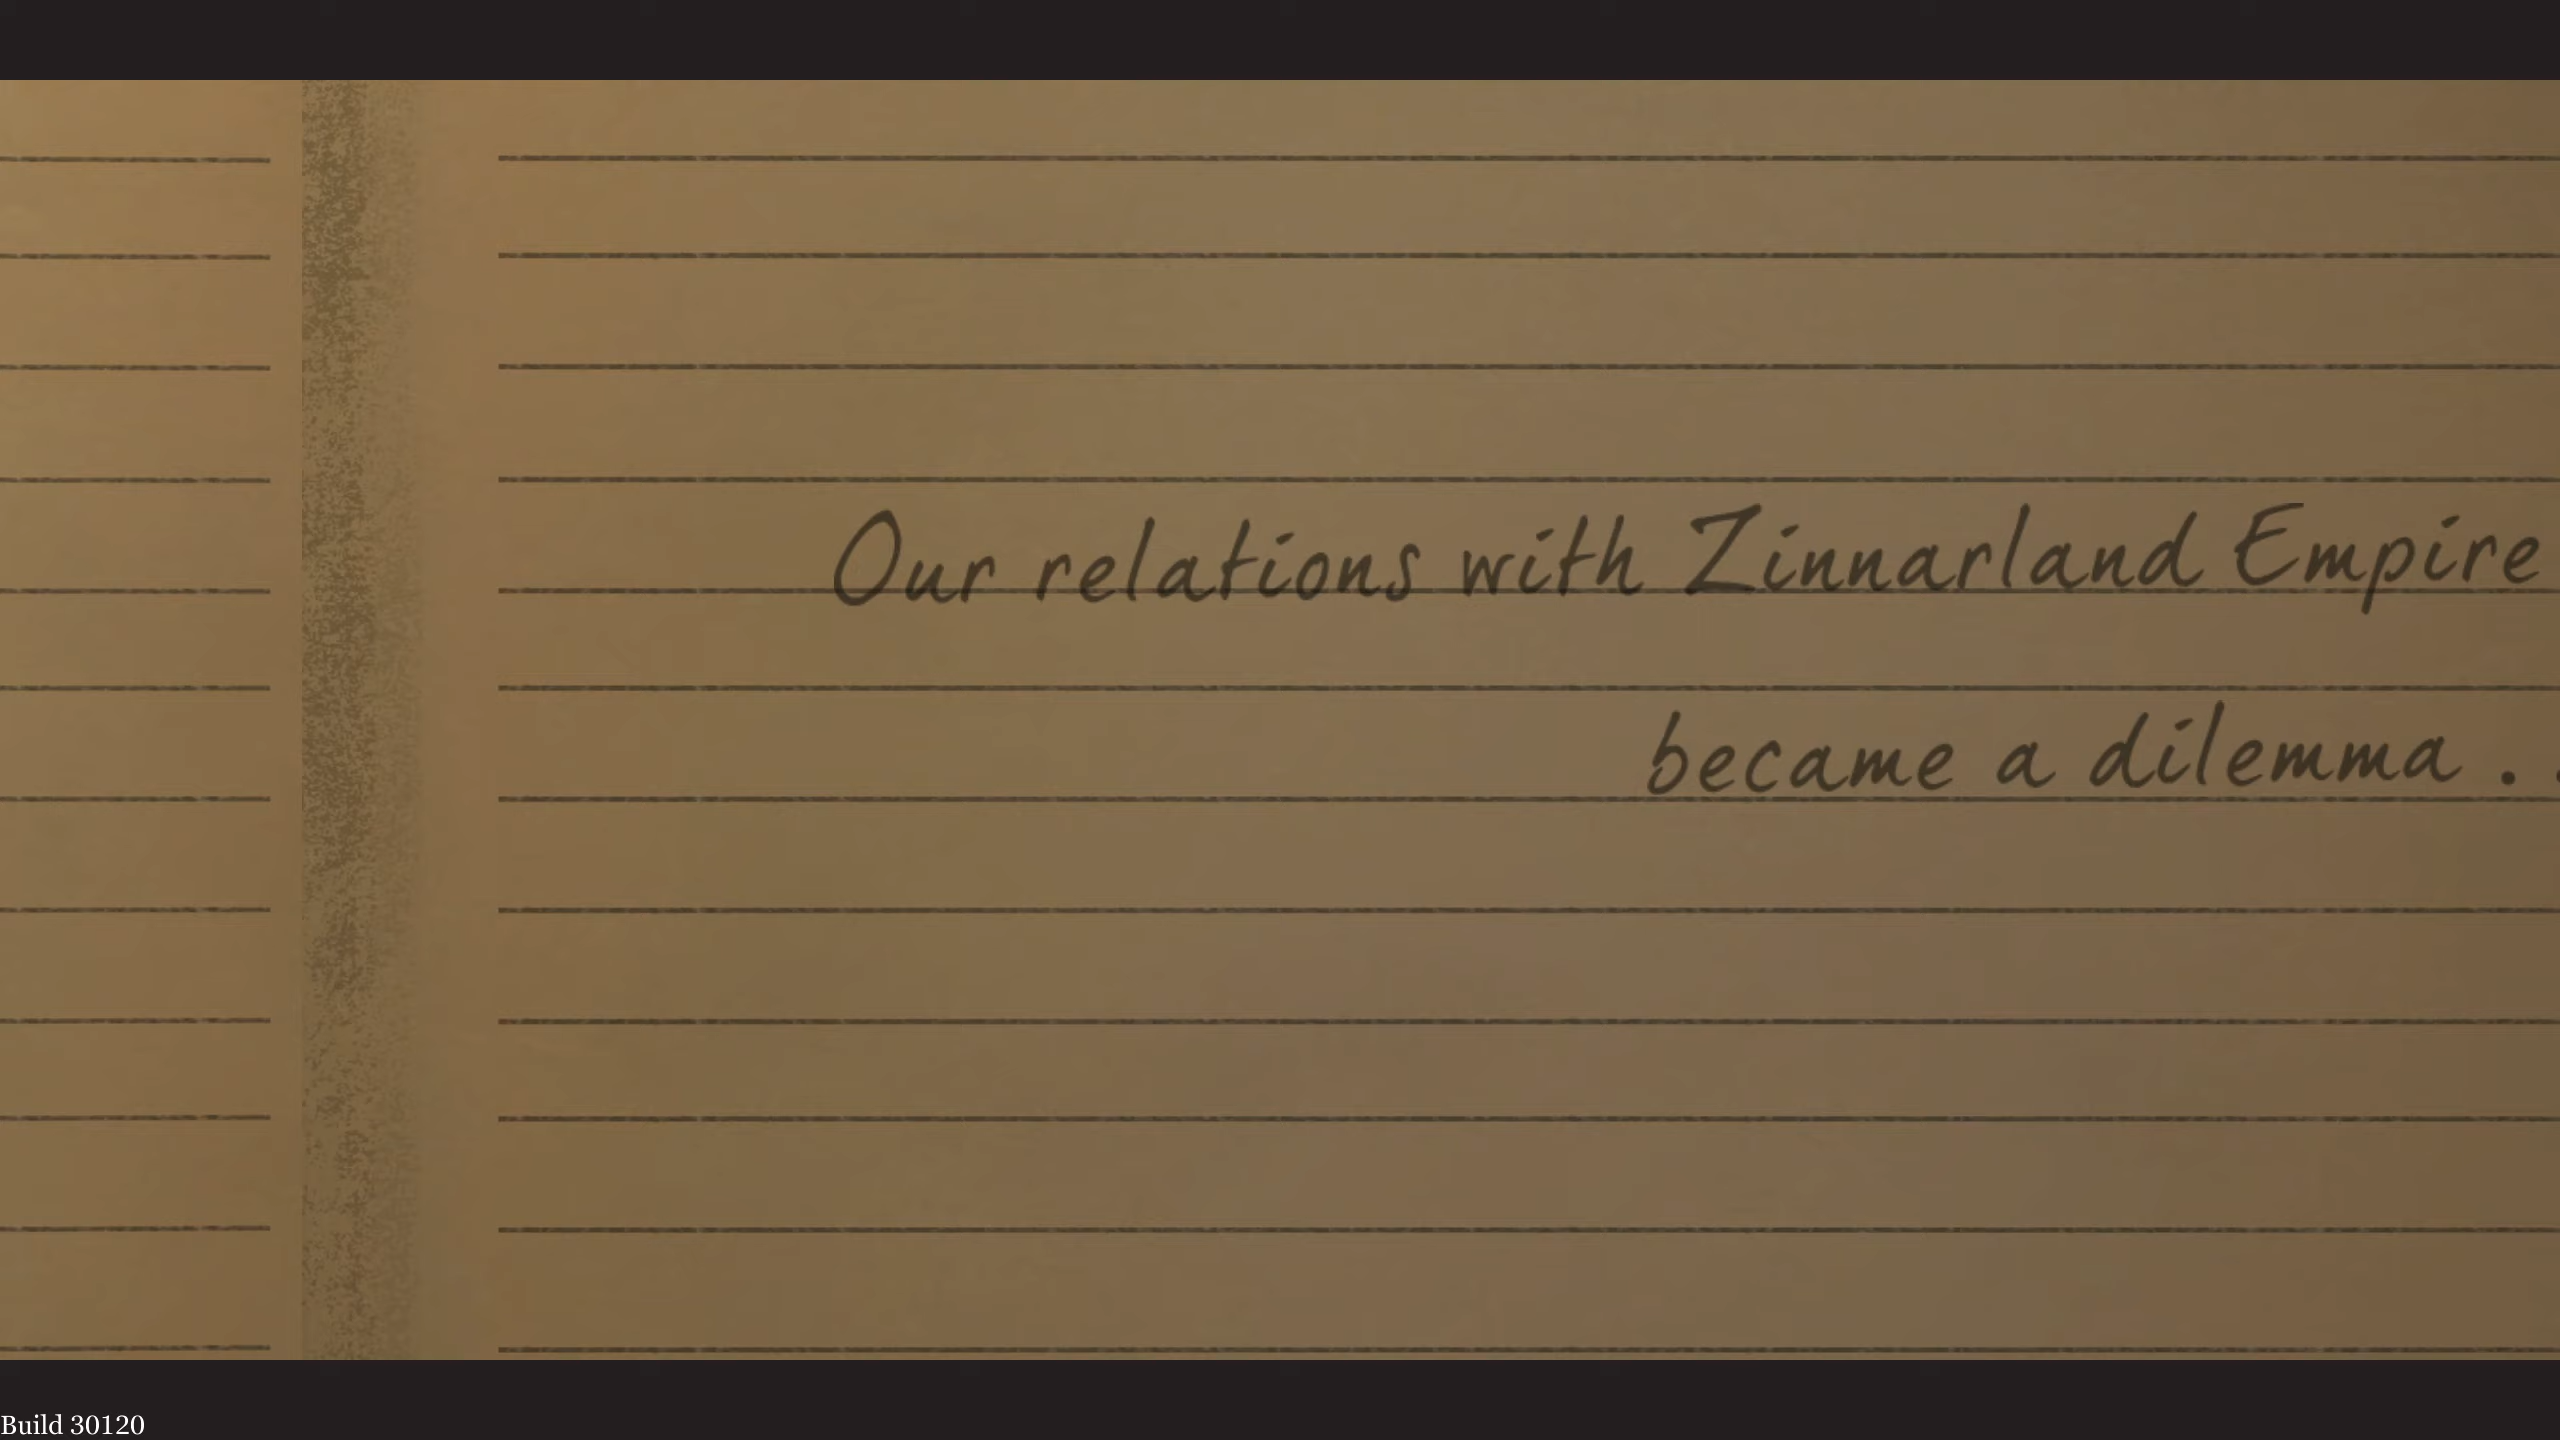 Our relations with Zinnarland Empire
became a dilemma . .
Build 30120